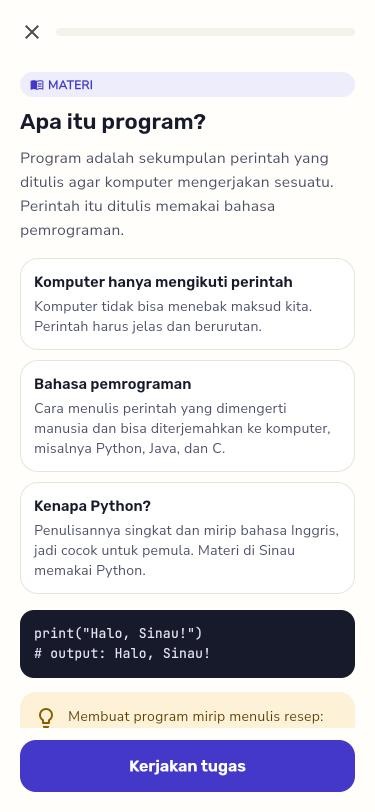 MATERI
Apa itu program?
Program adalah sekumpulan perintah yang
ditulis agar komputer mengerjakan sesuatu.
Perintah itu ditulis memakai bahasa
pemrograman.
Komputer hanya mengikuti perintah
Komputer tidak bisa menebak maksud kita.
Perintah harus jelas dan berurutan.
Bahasa pemrograman
Cara menulis perintah yang dimengerti
manusia dan bisa diterjemahkan ke komputer,
misalnya Python, Java, dan C.
Kenapa Python?
Penulisannya singkat dan mirip bahasa Inggris,
jadi cocok untuk pemula. Materi di Sinau
memakai Python.
print("Halo, Sinau!")
# output: Halo, Sinau!
Membuat program mirip menulis resep:
Kerjakan tugas